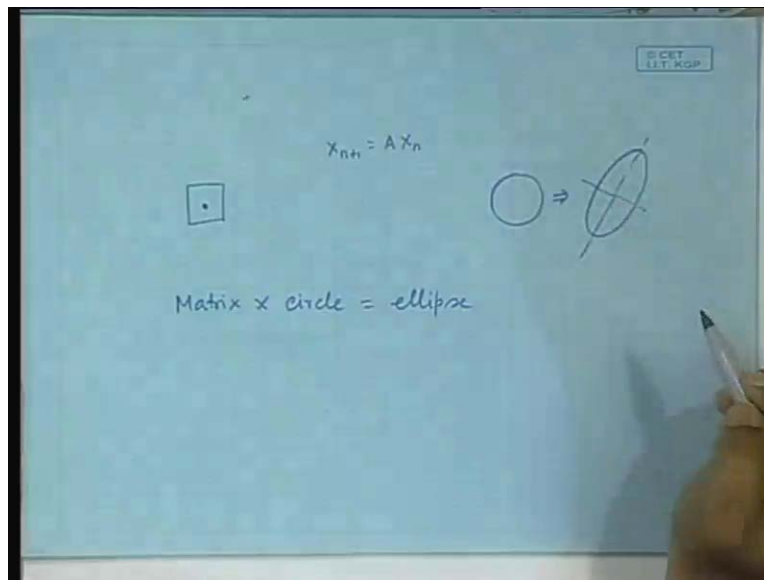 © CET
I.I.T. KGP
xₙ₊₁ = A xₙ
Matrix x circle = ellipse